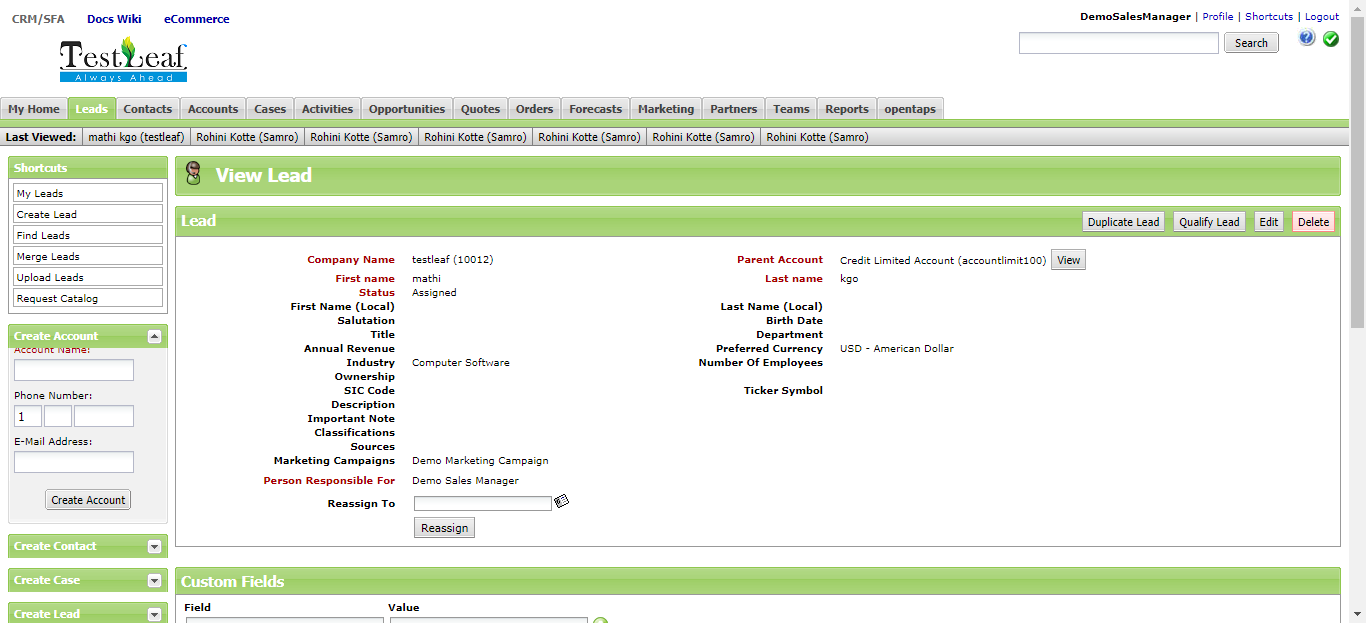 CRM/SFA Docs Wiki eCommerce
DemoSalesManager | Profile | Shortcuts | Logout
TestLeaf
Always Ahead
Search
My Home Leads Contacts Accounts Cases Activities Opportunities Quotes Orders Forecasts Marketing Partners Teams Reports opentaps
Last Viewed: mathi kgo (testleaf) Rohini Kotte (Samro) Rohini Kotte (Samro) Rohini Kotte (Samro) Rohini Kotte (Samro) Rohini Kotte (Samro) Rohini Kotte (Samro)
Shortcuts
My Leads
Create Lead
Find Leads
Merge Leads
Upload Leads
Request Catalog
Create Account
Account Name:
Phone Number:
1
E-Mail Address:
Create Account
Create Contact
Create Case
Create Lead
View Lead
Lead Duplicate Lead Qualify Lead Edit Delete
Company Name testleaf (10012) Parent Account Credit Limited Account (accountlimit100) View
First name mathi Last name kgo
Status Assigned
First Name (Local) Last Name (Local)
Salutation Birth Date
Title Department
Annual Revenue Preferred Currency USD - American Dollar
Industry Computer Software Number Of Employees
Ownership
SIC Code Ticker Symbol
Description
Important Note
Classifications
Sources
Marketing Campaigns Demo Marketing Campaign
Person Responsible For Demo Sales Manager
Reassign To
Reassign
Custom Fields
Field Value